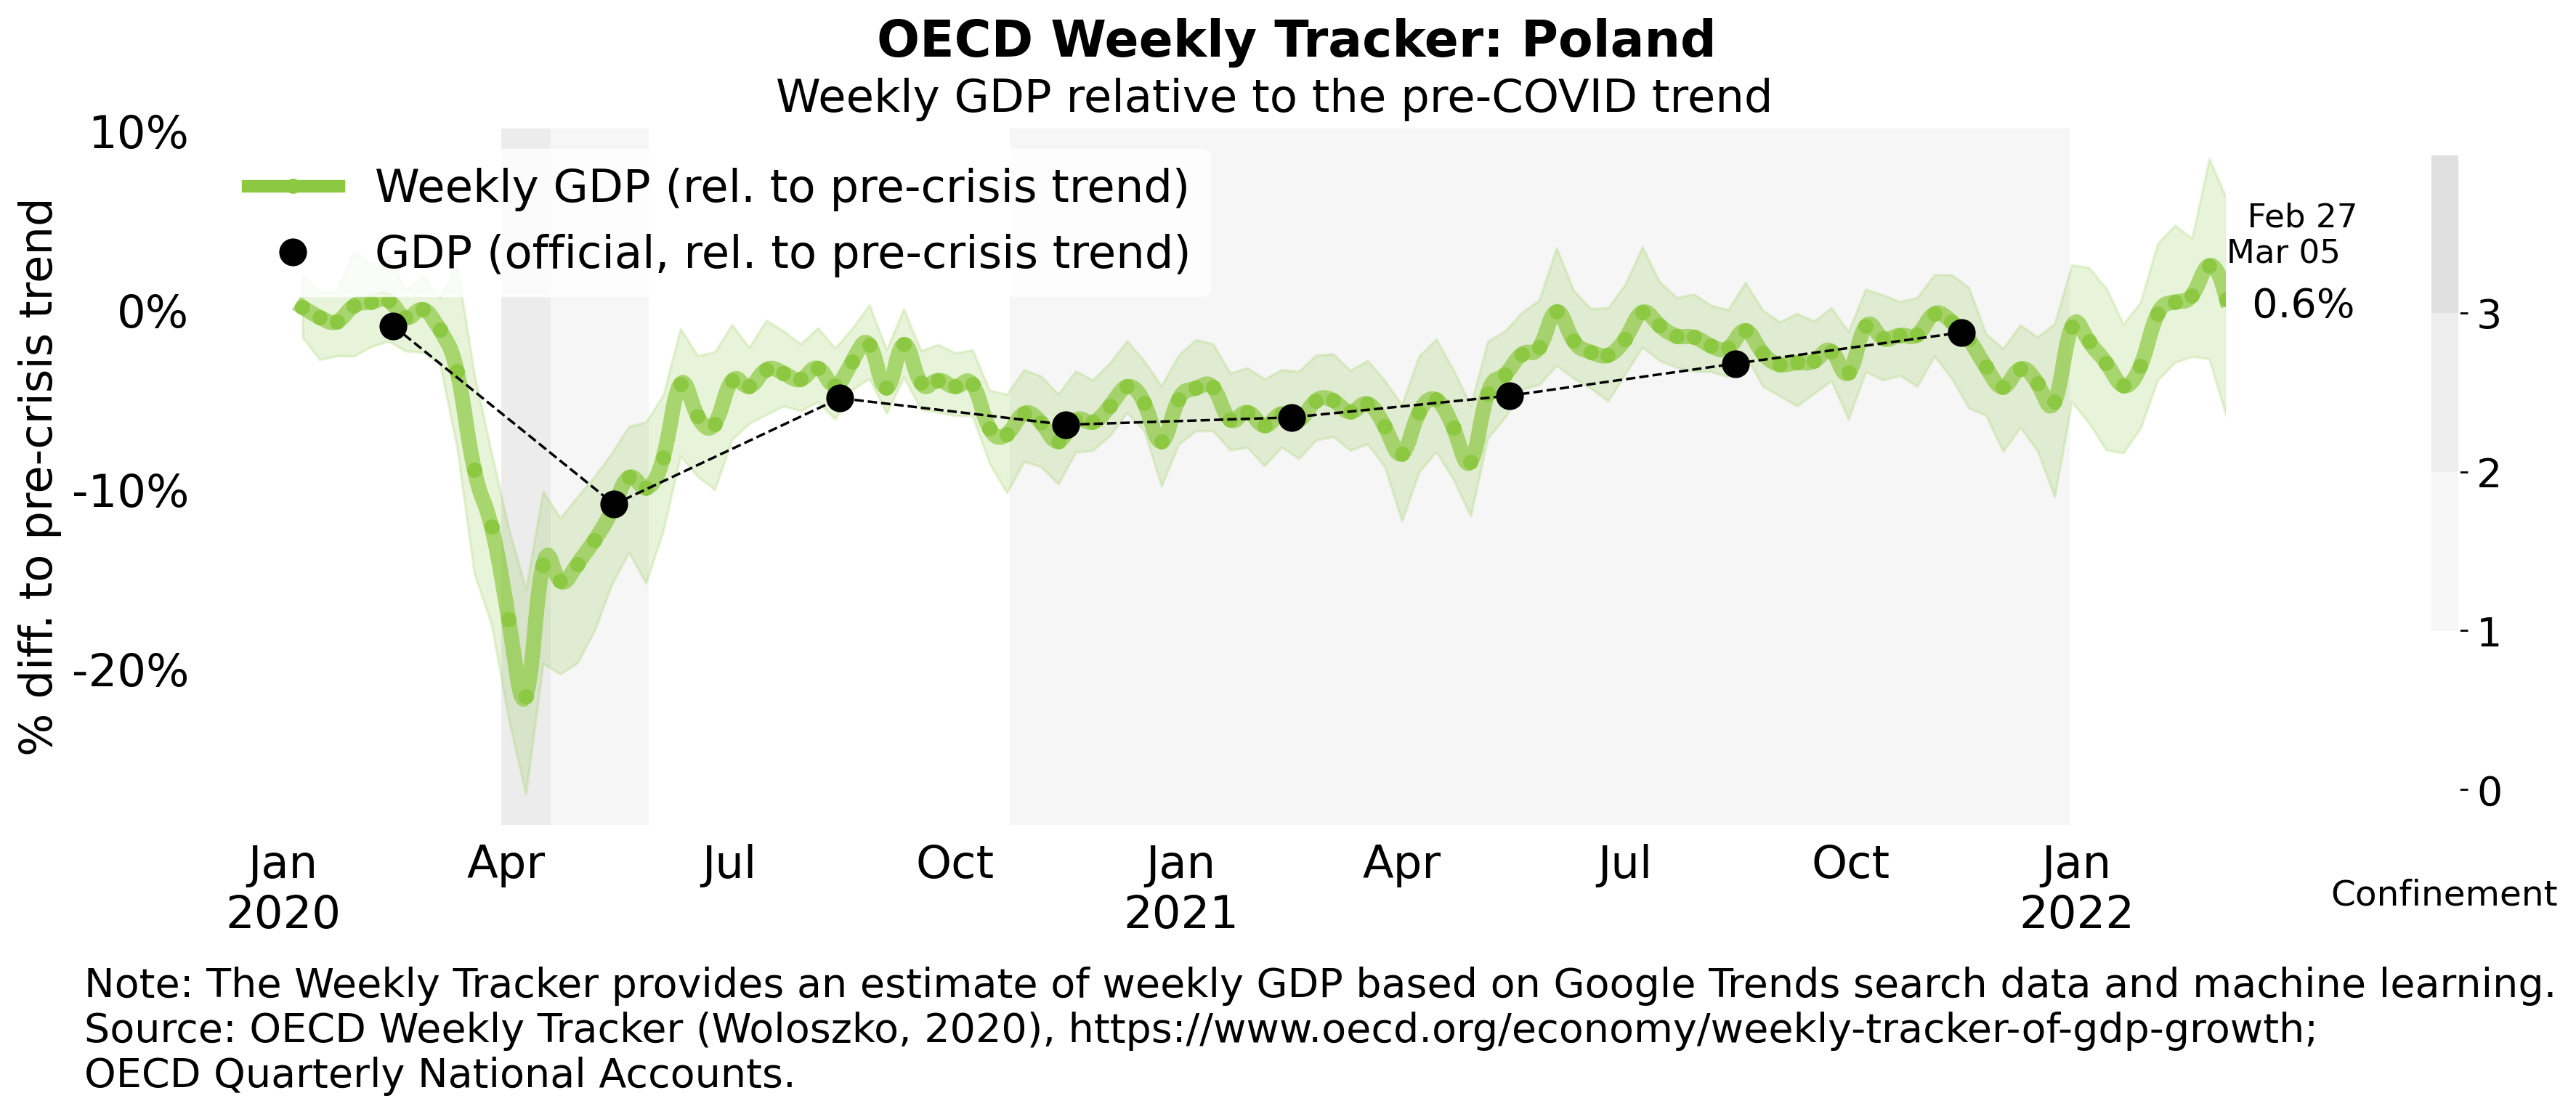 OECD Weekly Tracker: Poland
Weekly GDP relative to the pre-COVID trend
% diff. to pre-crisis trend
10%
0%
-10%
-20%
Weekly GDP (rel. to pre-crisis trend)
GDP (official, rel. to pre-crisis trend)
Feb 27
Mar 05
0.6%
3
2
1
0
Confinement
Jan Apr Jul Oct Jan Apr Jul Oct Jan
2020 2021 2022
Note: The Weekly Tracker provides an estimate of weekly GDP based on Google Trends search data and machine learning.
Source: OECD Weekly Tracker (Woloszko, 2020), https://www.oecd.org/economy/weekly-tracker-of-gdp-growth;
OECD Quarterly National Accounts.